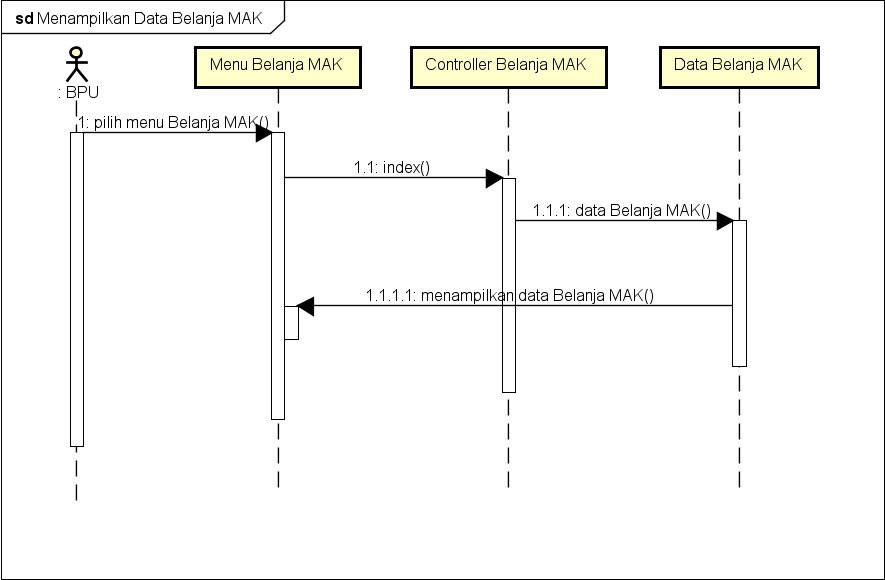 sd Menampilkan Data Belanja MAK
: BPU
Menu Belanja MAK
Controller Belanja MAK
Data Belanja MAK
1: pilih menu Belanja MAK()
1.1: index()
1.1.1: data Belanja MAK()
1.1.1.1: menampilkan data Belanja MAK()